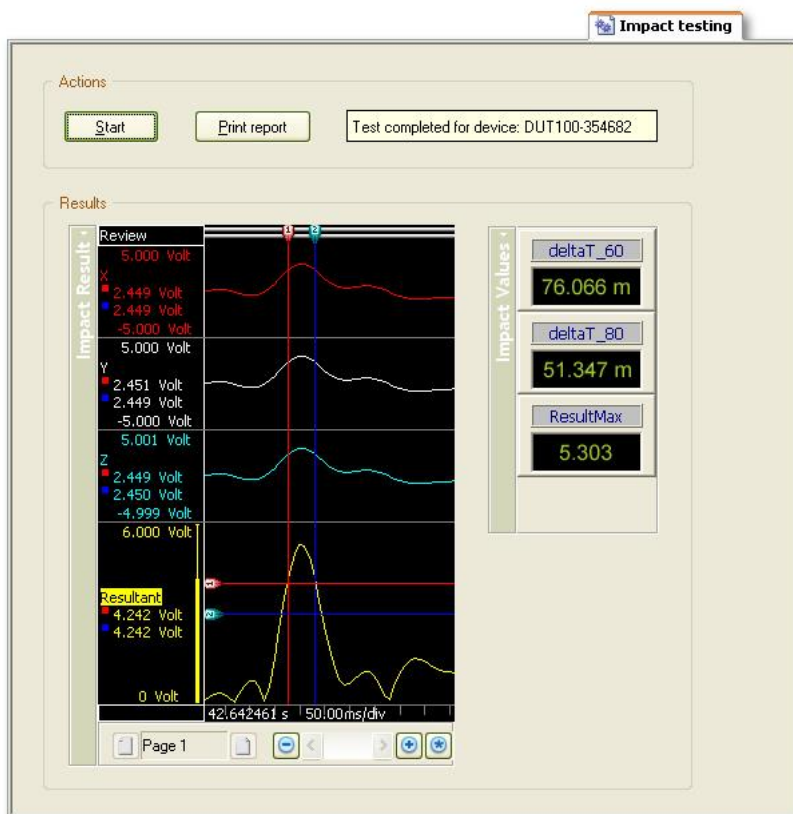 Impact testing
Actions
Start
Print report
Test completed for device: DUT100-354682
Results
Impact Result
Review
1
2
5.000 Volt
X
2.449 Volt
2.449 Volt
-5.000 Volt
5.000 Volt
Y
2.451 Volt
2.449 Volt
-5.000 Volt
5.001 Volt
Z
2.449 Volt
2.450 Volt
-4.999 Volt
6.000 Volt
1
Resultant
4.242 Volt
2
4.242 Volt
0 Volt
42.642461 s 50.00ms/div
Page 1
Impact Values
deltaT_60
76.066 m
deltaT_80
51.347 m
ResultMax
5.303